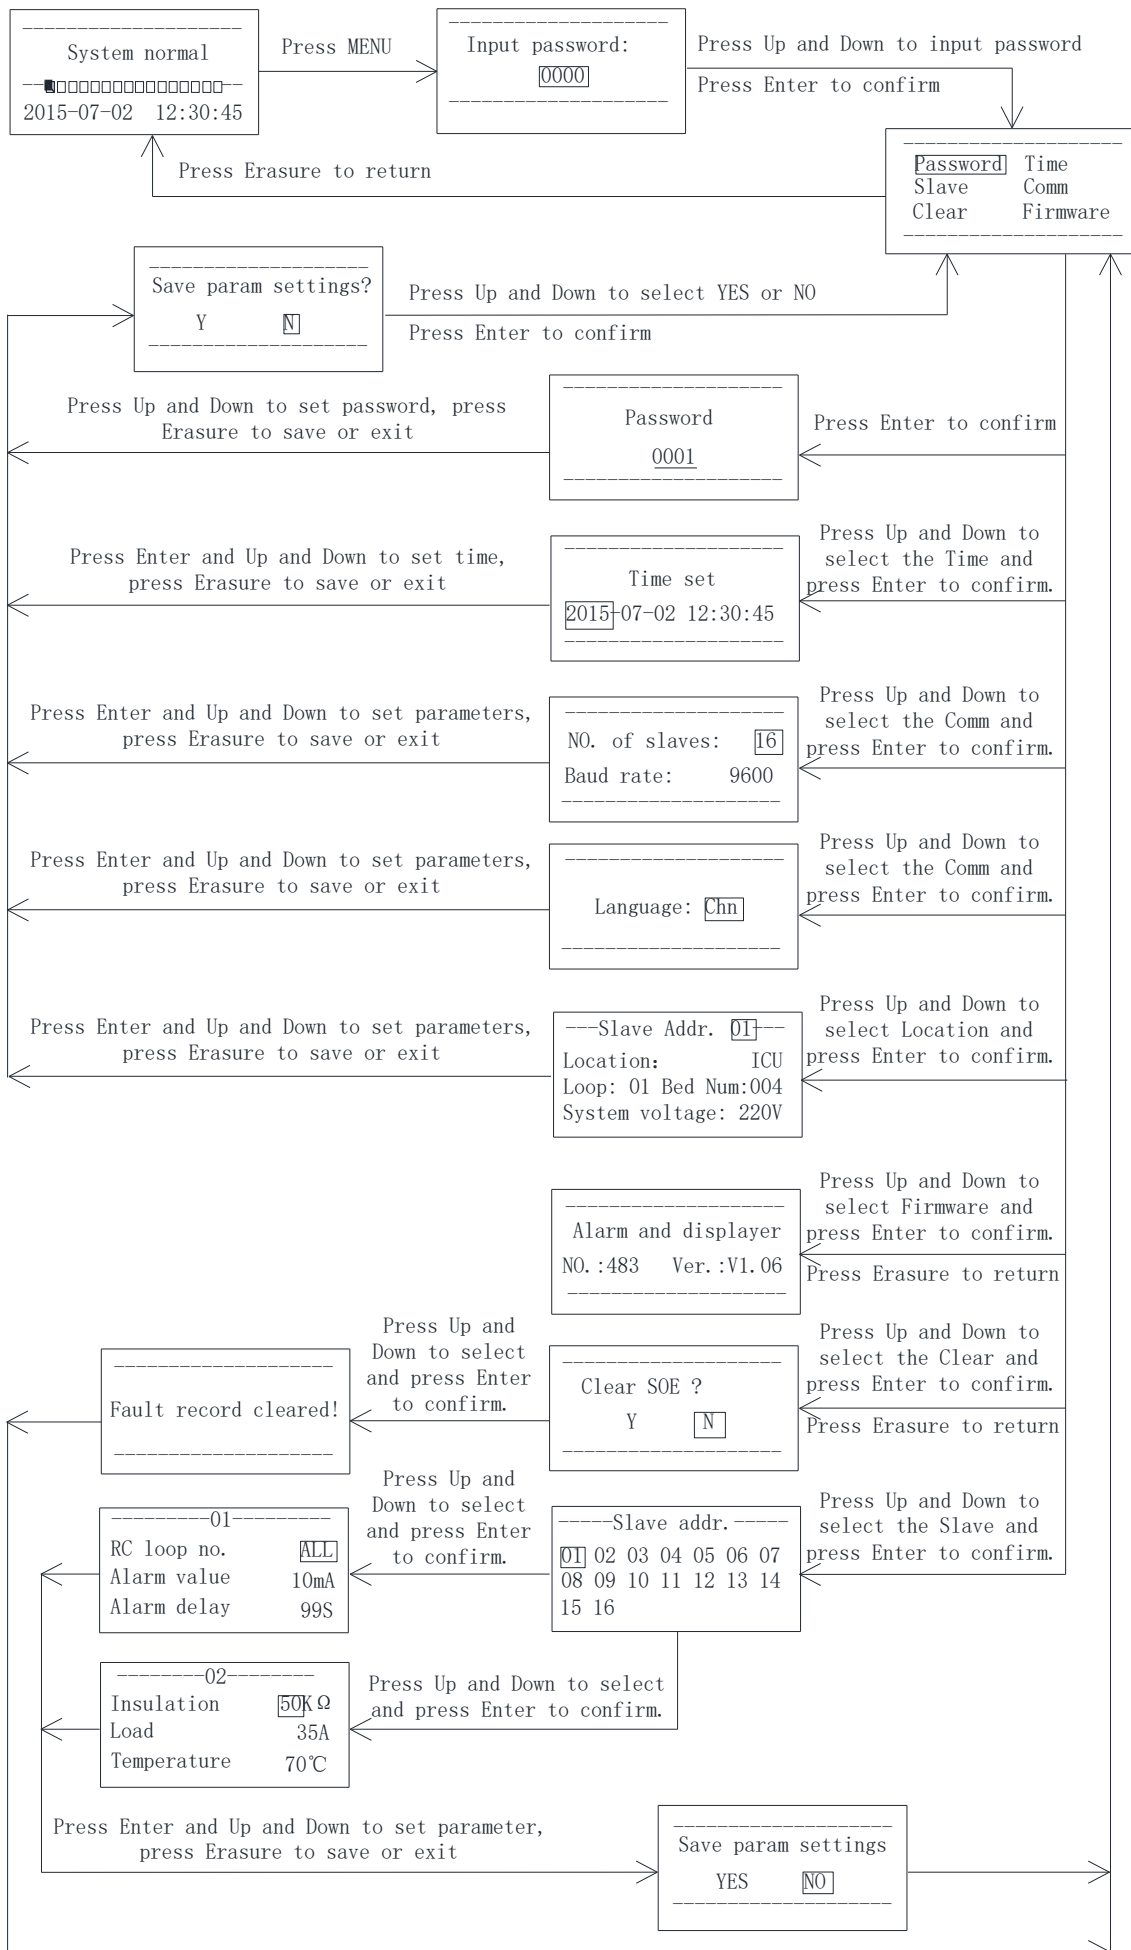 System normal
2015-07-02 12:30:45
Press MENU
Input password:
0000
Press Up and Down to input password
Press Enter to confirm
Password Time
Slave Comm
Clear Firmware
Press Erasure to return
Save param settings?
Y N
Press Up and Down to select YES or NO
Press Enter to confirm
Press Up and Down to set password, press
Erasure to save or exit
Password
0001
Press Enter to confirm
Press Enter and Up and Down to set time,
press Erasure to save or exit
Time set
2015-07-02 12:30:45
Press Up and Down to
select the Time and
press Enter to confirm.
Press Enter and Up and Down to set parameters,
press Erasure to save or exit
NO. of slaves: 16
Baud rate: 9600
Press Up and Down to
select the Comm and
press Enter to confirm.
Press Enter and Up and Down to set parameters,
press Erasure to save or exit
Language: Chn
Press Up and Down to
select the Comm and
press Enter to confirm.
Press Enter and Up and Down to set parameters,
press Erasure to save or exit
---Slave Addr. 01---
Location: ICU
Loop: 01 Bed Num:004
System voltage: 220V
Press Up and Down to
select Location and
press Enter to confirm.
Alarm and displayer
NO.:483 Ver.:V1.06
Press Up and Down to
select Firmware and
press Enter to confirm.
Press Erasure to return
Fault record cleared!
Press Up and
Down to select
and press Enter
to confirm.
Clear SOE ?
Y N
Press Up and Down to
select the Clear and
press Enter to confirm.
Press Erasure to return
---------01---------
RC loop no. ALL
Alarm value 10mA
Alarm delay 99S
Press Up and
Down to select
and press Enter
to confirm.
-----Slave addr.-----
01 02 03 04 05 06 07
08 09 10 11 12 13 14
15 16
Press Up and Down to
select the Slave and
press Enter to confirm.
--------02--------
Insulation 50KΩ
Load 35A
Temperature 70℃
Press Up and Down to select
and press Enter to confirm.
Press Enter and Up and Down to set parameter,
press Erasure to save or exit
Save param settings
YES NO